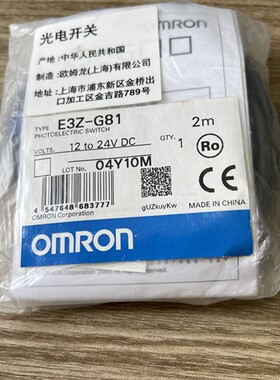 光电开关
产地:中华人民共和国
制造:欧姆龙(上海)有限公司
地址:上海市浦东新区金桥出
口加工区金吉路789号
TYPE E3Z-G81 2m
PHOTOELECTRIC SWITCH
VOLTS. 12 to 24V DC QTY. 1
LOT No. 04Y10M
Ro
CE
OMRON
OMRON Corporation
gUZkuyKw
MADE IN CHINA
4 547648 683777